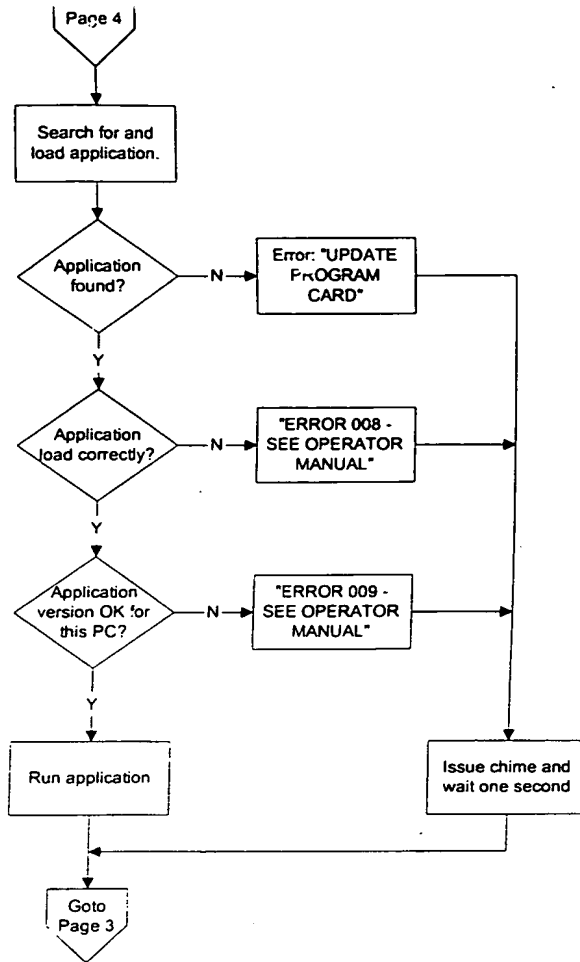 Page 4
Search for and
load application.
Application
found?
N
Error: "UPDATE
PROGRAM
CARD"
Y
Application
load correctly?
N
"ERROR 008 -
SEE OPERATOR
MANUAL"
Y
Application
version OK for
this PC?
N
"ERROR 009 -
SEE OPERATOR
MANUAL"
Y
Run application
Issue chime and
wait one second
Goto
Page 3